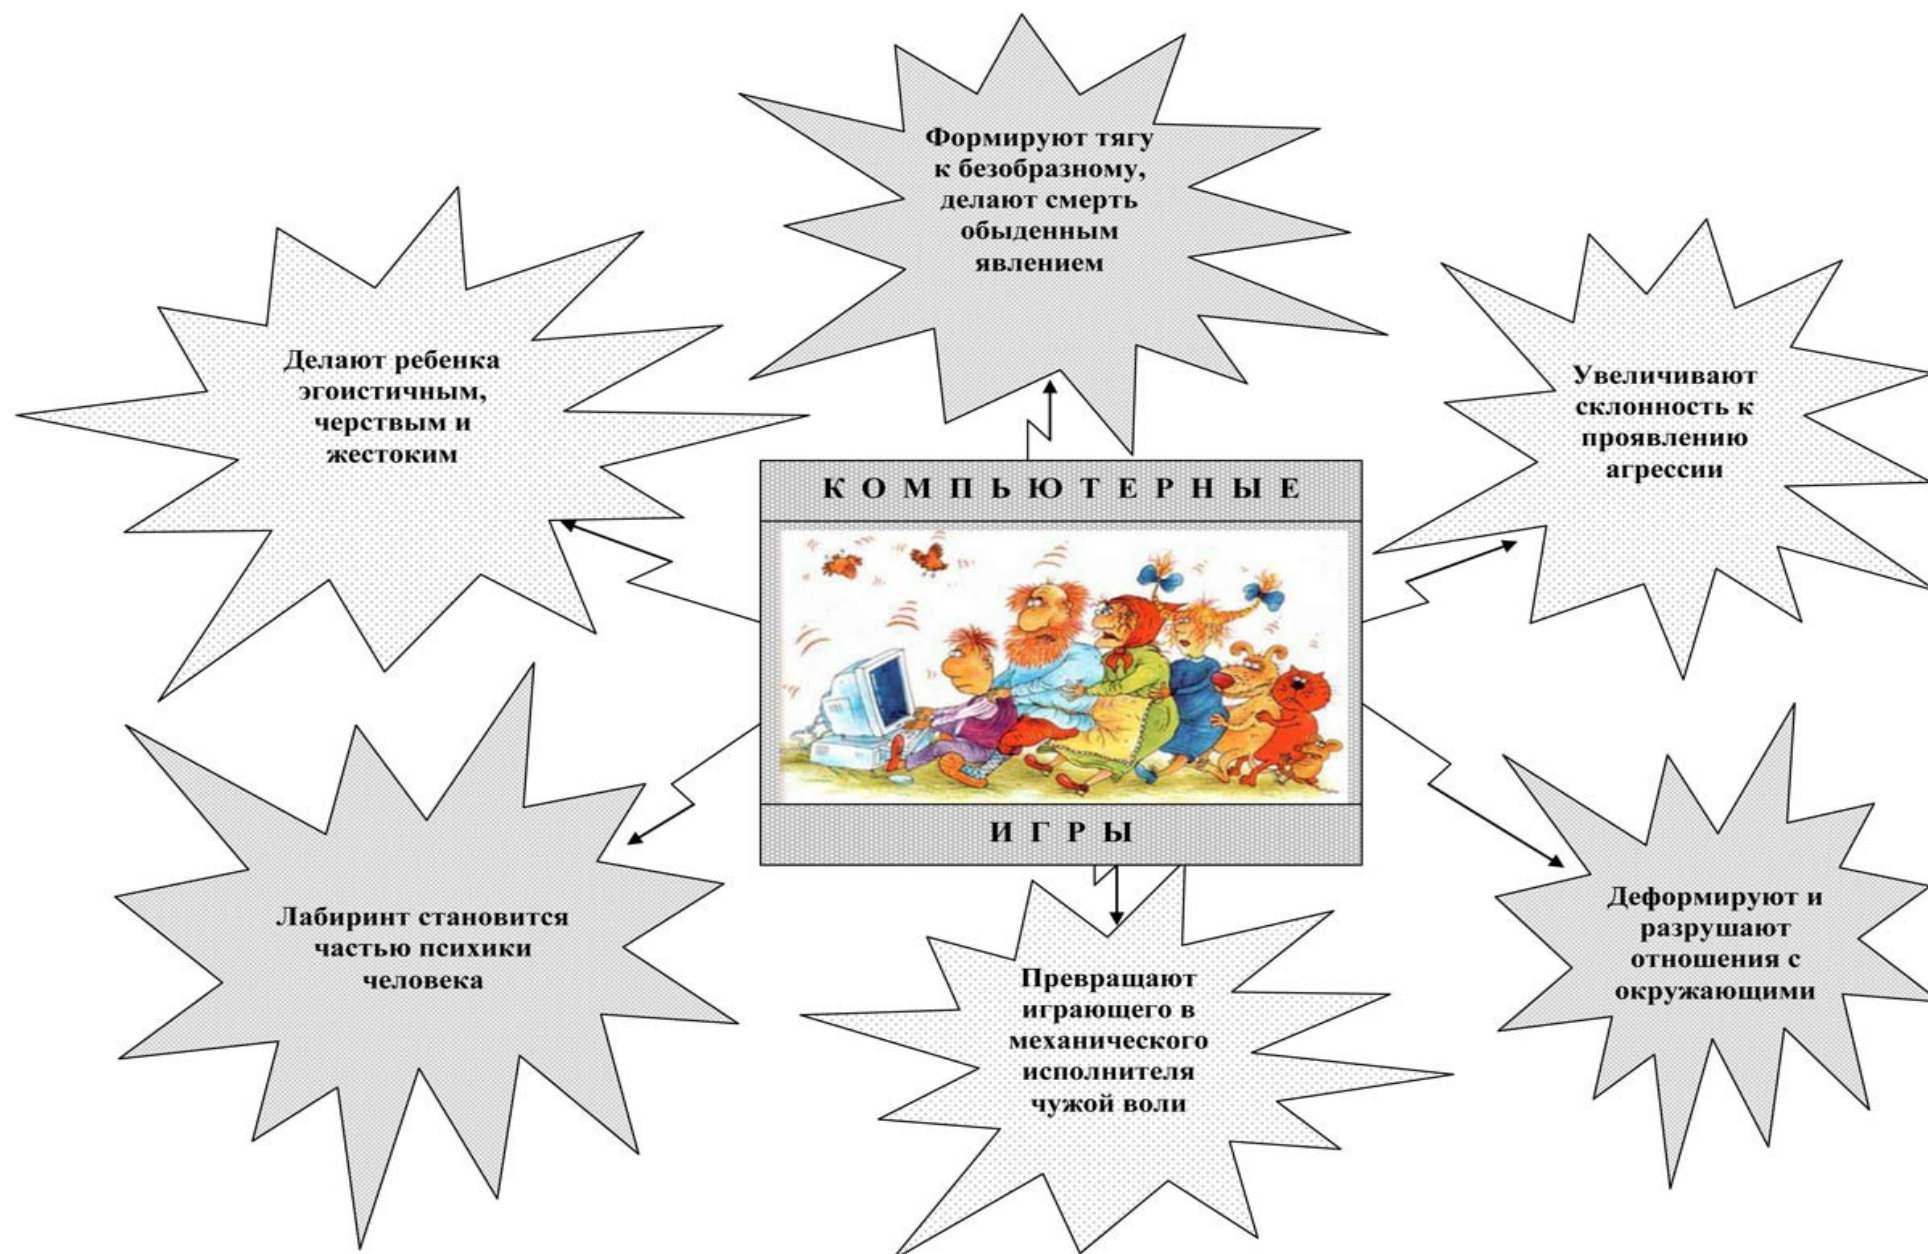 Формируют тягу
к безобразному,
делают смерть
обыденным
явлением
Делают ребенка
эгоистичным,
черствым и
жестоким
Увеличивают
склонность к
проявлению
агрессии
К О М П Ь Ю Т Е Р Н Ы Е
И Г Р Ы
Лабиринт становится
частью психики
человека
Превращают
играющего в
механического
исполнителя
чужой воли
Деформируют и
разрушают
отношения с
окружающими